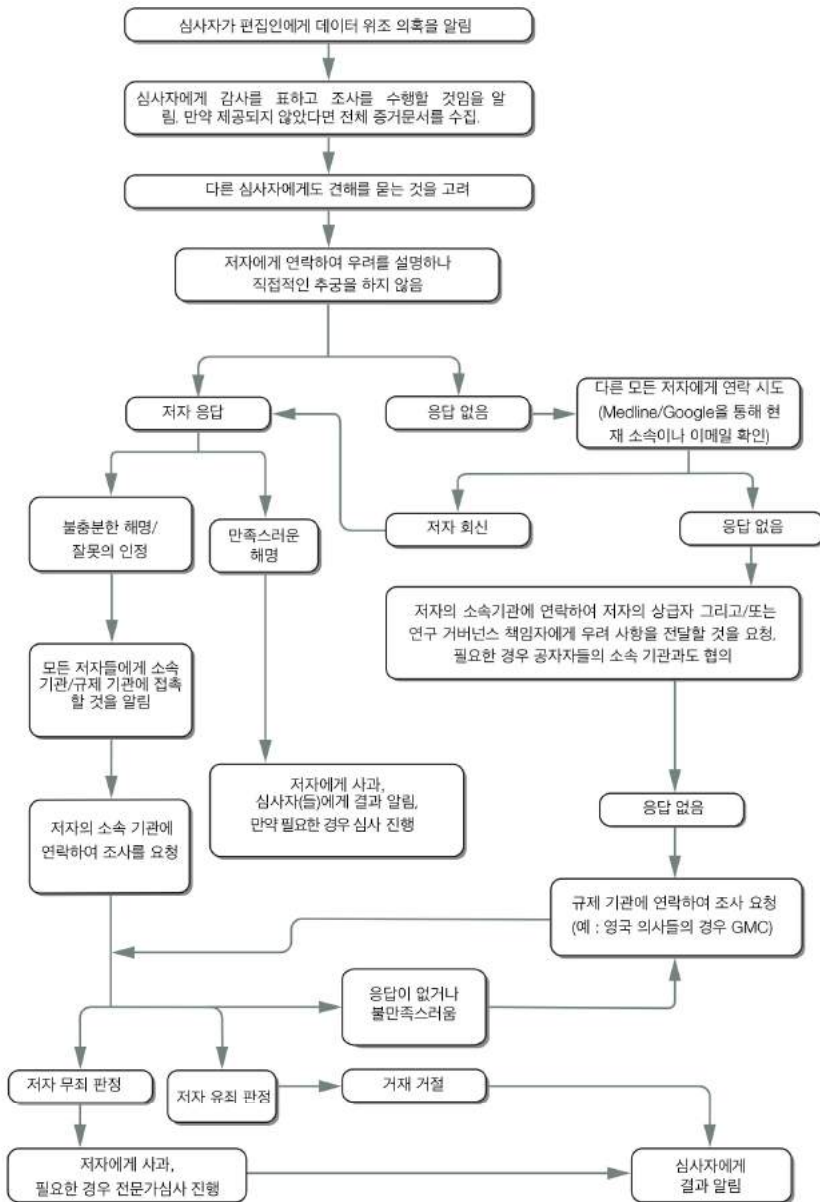 심사자가 편집인에게 데이터 위조 의혹을 알림
심사자에게 감사를 표하고 조사를 수행할 것임을 알
림. 만약 제공되지 않았다면 전체 증거문서를 수집.
다른 심사자에게도 견해를 묻는 것을 고려
저자에게 연락하여 우려를 설명하나
직접적인 추궁을 하지 않음
저자 응답
응답 없음
다른 모든 저자에게 연락 시도
(Medline/Google을 통해 현
재 소속이나 이메일 확인)
불충분한 해명/
잘못의 인정
만족스러운
해명
저자 회신
응답 없음
저자의 소속기관에 연락하여 저자의 상급자 그리고/또는
연구 거버넌스 책임자에게 우려 사항을 전달할 것을 요청,
필요한 경우 공자자들의 소속 기관과도 협의
모든 저자들에게 소속
기관/규제 기관에 접촉
할 것을 알림
저자에게 사과,
심사자(들)에게 결과 알림,
만약 필요한 경우 심사 진행
응답 없음
저자의 소속 기관에
연락하여 조사를 요청
규제 기관에 연락하여 조사 요청
(예 : 영국 의사들의 경우 GMC)
응답이 없거나
불만족스러움
저자 무죄 판정
저자 유죄 판정
거재 거절
저자에게 사과,
필요한 경우 전문가심사 진행
심사자에게
결과 알림